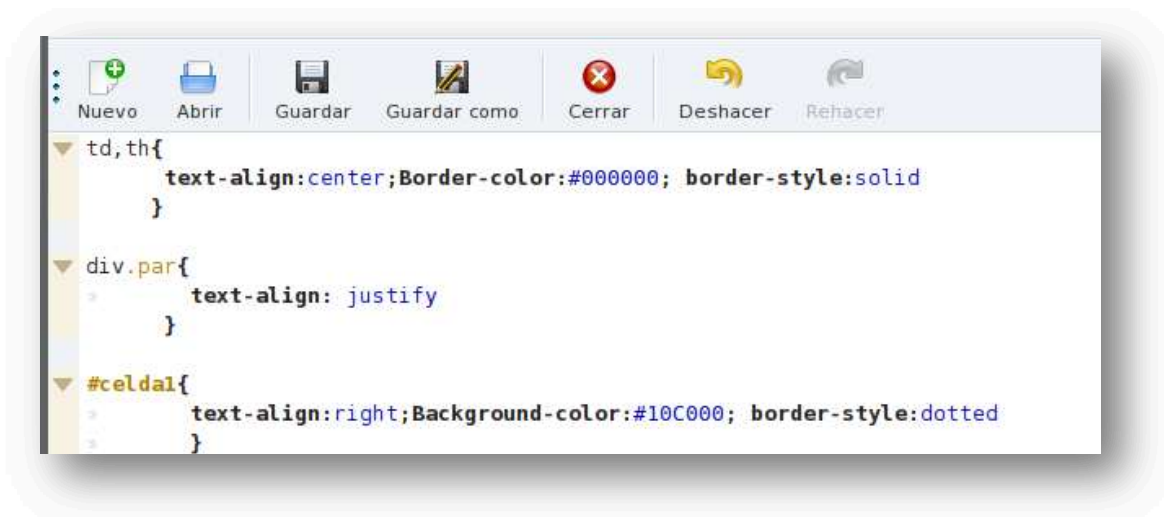 Nuevo Abrir Guardar Guardar como Cerrar Deshacer Rehacer
td,th{
text-align:center;Border-color:#000000; border-style:solid
}
div.par{
text-align: justify
}
#celda1{
text-align:right;Background-color:#10C000; border-style:dotted
}